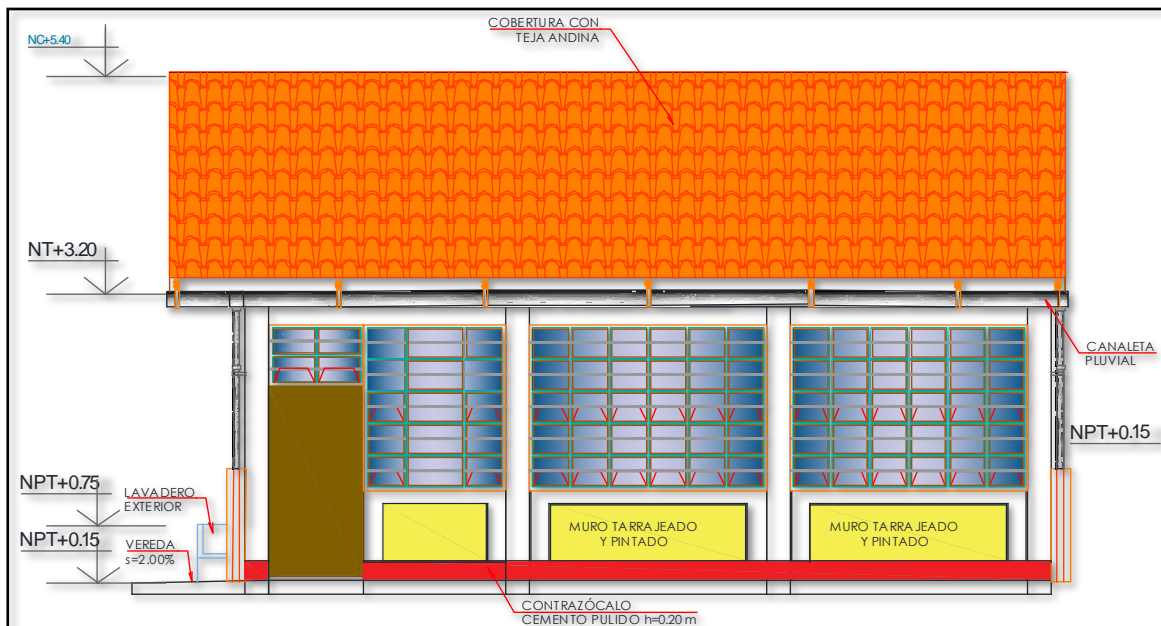 COBERTURA CON
TEJA ANDINA
NC+5.40
NT+3.20
CANALETA
PLUVIAL
NPT+0.15
NPT+0.75
LAVADERO
EXTERIOR
NPT+0.15
VEREDA
s=2.00%
MURO TARRAJEADO
Y PINTADO
MURO TARRAJEADO
Y PINTADO
CONTRAZÓCALO
CEMENTO PULIDO h=0.20 m